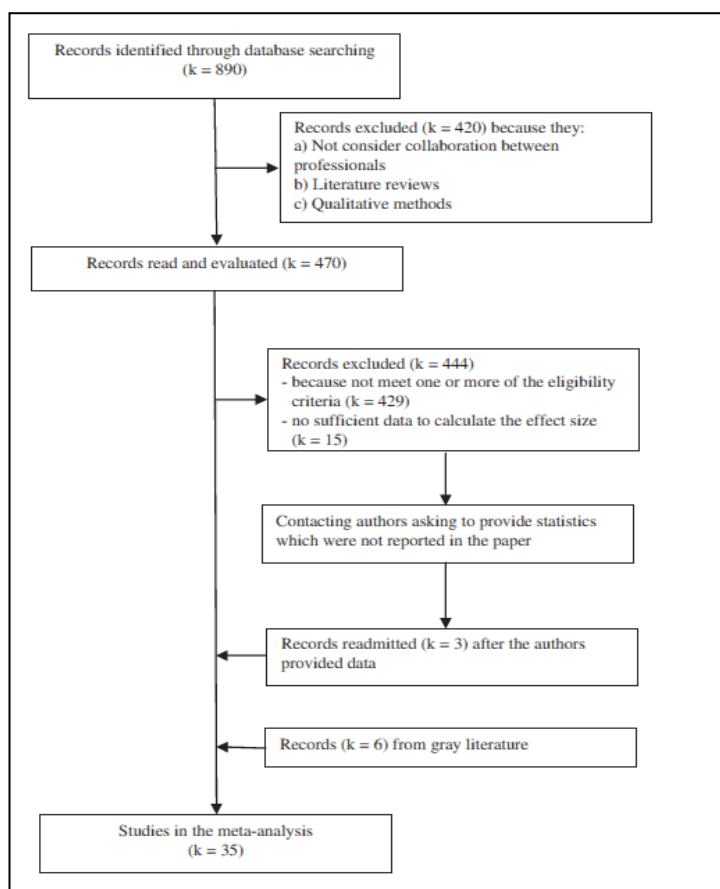 Records identified through database searching
(k = 890)
Records excluded (k = 420) because they:
a) Not consider collaboration between
professionals
b) Literature reviews
c) Qualitative methods
Records read and evaluated (k = 470)
Records excluded (k = 444)
- because not meet one or more of the eligibility
criteria (k = 429)
- no sufficient data to calculate the effect size
(k = 15)
Contacting authors asking to provide statistics
which were not reported in the paper
Records readmitted (k = 3) after the authors
provided data
Records (k = 6) from gray literature
Studies in the meta-analysis
(k = 35)